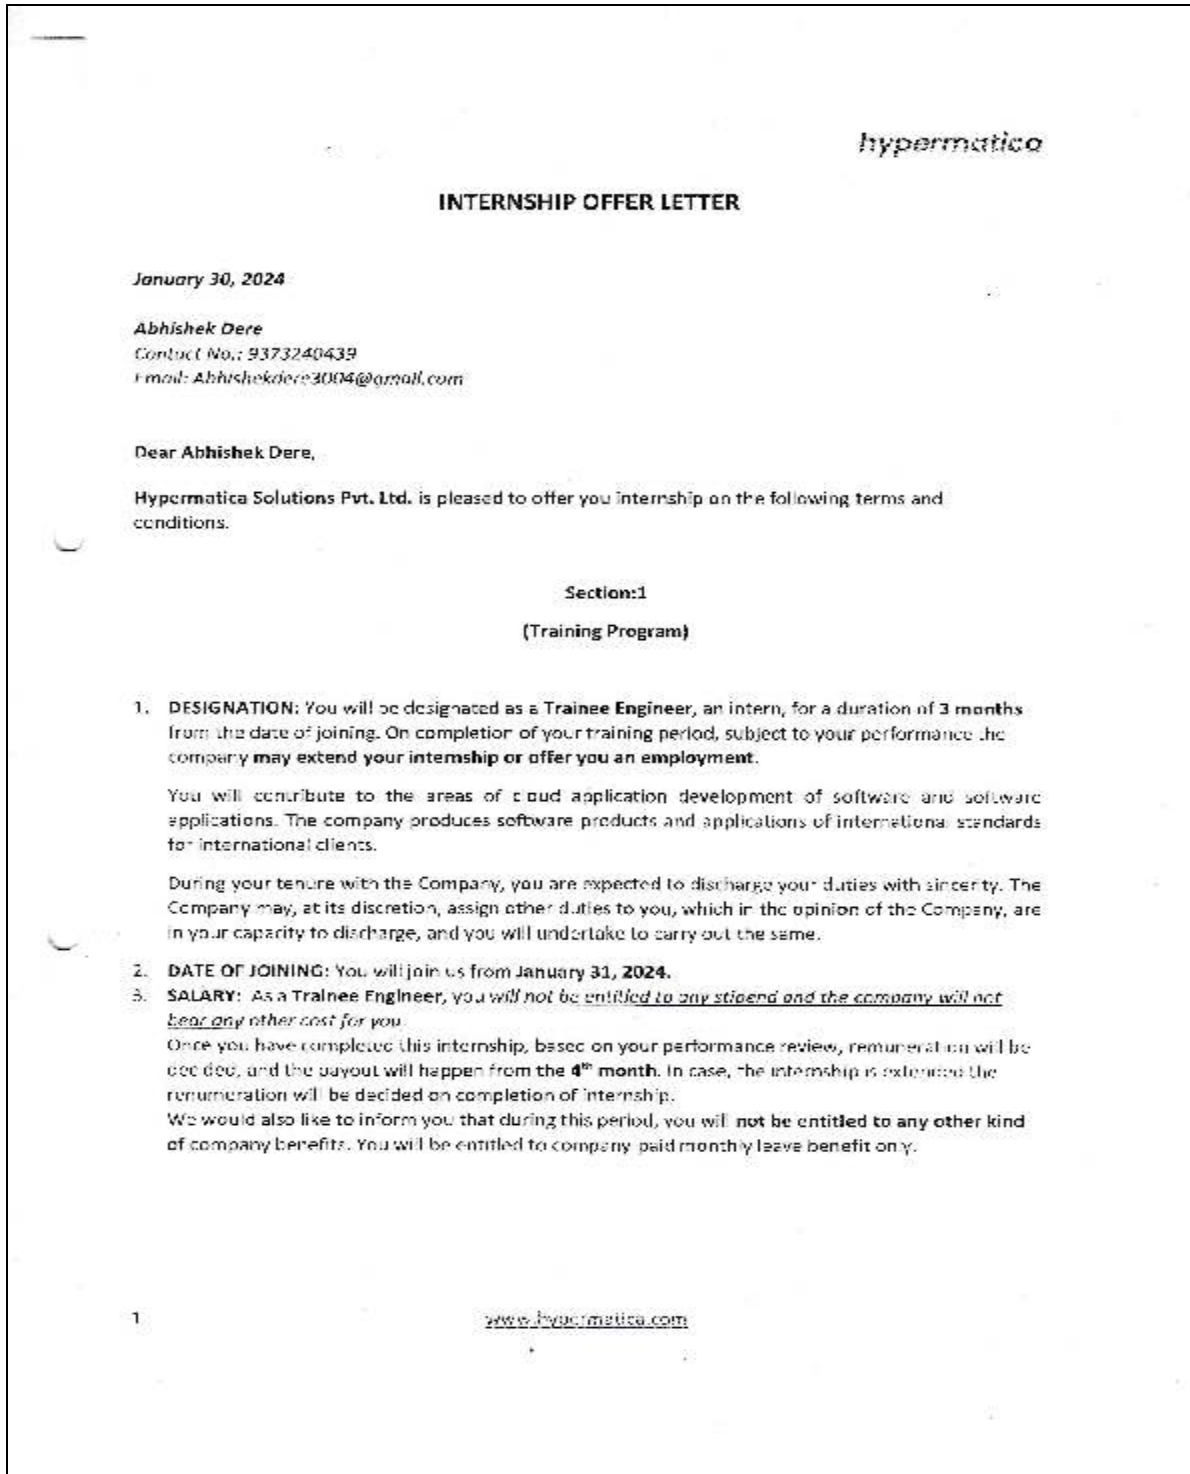 hypermatica
INTERNSHIP OFFER LETTER
January 30, 2024
Abhishek Dere
Contact No.: 9373240439
Email: Abhishekdere3004@gmail.com
Dear Abhishek Dere,
Hypermatica Solutions Pvt. Ltd. is pleased to offer you internship on the following terms and
conditions.
Section:1
(Training Program)
1. DESIGNATION: You will be designated as a Trainee Engineer, an intern, for a duration of 3 months
from the date of joining. On completion of your training period, subject to your performance the
company may extend your internship or offer you an employment.
You will contribute to the areas of cloud application development of software and software
applications. The company produces software products and applications of international standards
for international clients.
During your tenure with the Company, you are expected to discharge your duties with sincerity. The
Company may, at its discretion, assign other duties to you, which in the opinion of the Company, are
in your capacity to discharge, and you will undertake to carry out the same.
2. DATE OF JOINING: You will join us from January 31, 2024.
3. SALARY: As a Trainee Engineer, you will not be entitled to any stipend and the company will not
bear any other cost for you.
Once you have completed this internship, based on your performance review, remuneration will be
decided, and the payout will happen from the 4th month. In case, the internship is extended the
renumeration will be decided on completion of internship.
We would also like to inform you that during this period, you will not be entitled to any other kind
of company benefits. You will be entitled to company paid monthly leave benefit only.
1 www.hypermatica.com